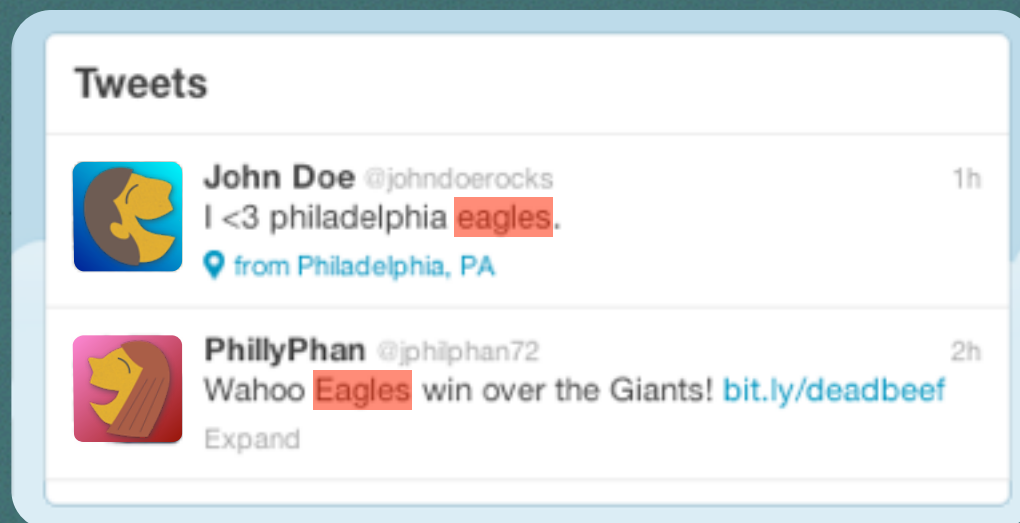 Tweets
John Doe @johndoerocks 1h
I <3 philadelphia eagles.
from Philadelphia, PA
PhillyPhan @jphilphan72 2h
Wahoo Eagles win over the Giants! bit.ly/deadbeef
Expand